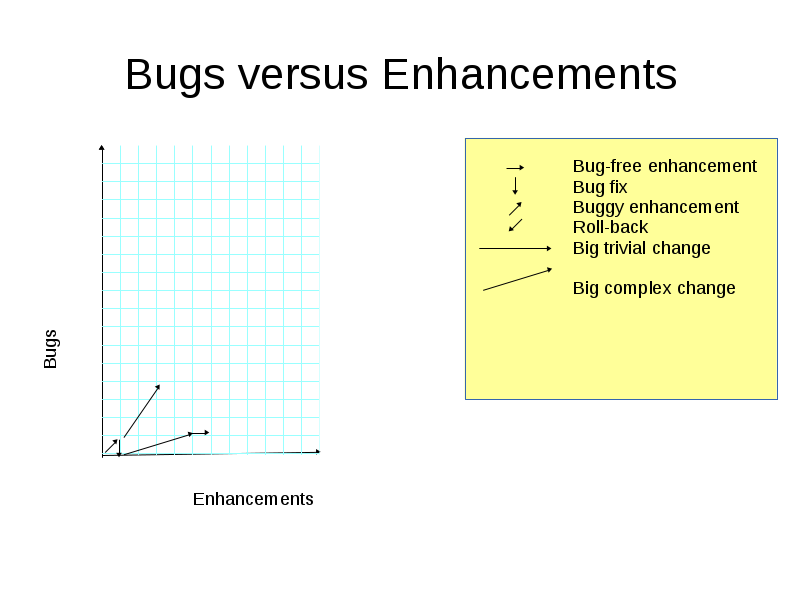 Bugs versus Enhancements
Bug-free enhancement
Bug fix
Buggy enhancement
Roll-back
Big trivial change
Big complex change
Bugs
Enhancements